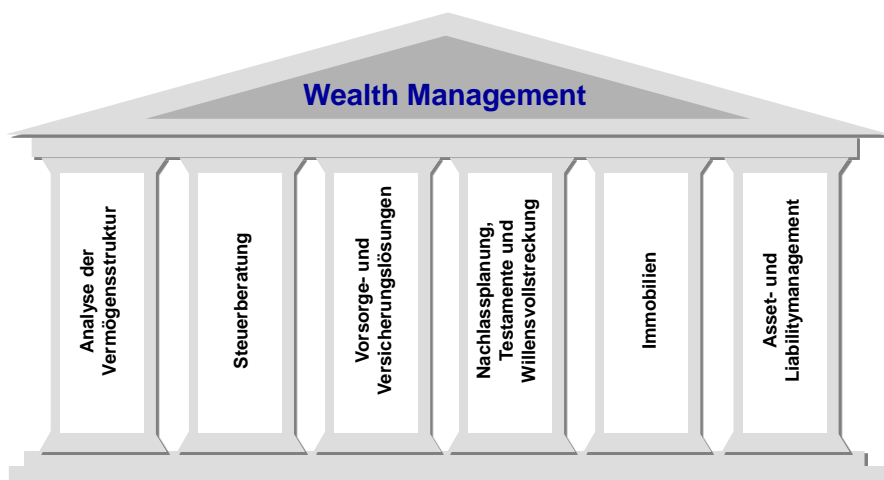 Wealth Management
Analyse der
Vermögensstruktur
Steuerberatung
Vorsorge- und
Versicherungslösungen
Nachlassplanung,
Testamente und
Willensvollstreckung
Immobilien
Asset- und
Liabilitymanagement